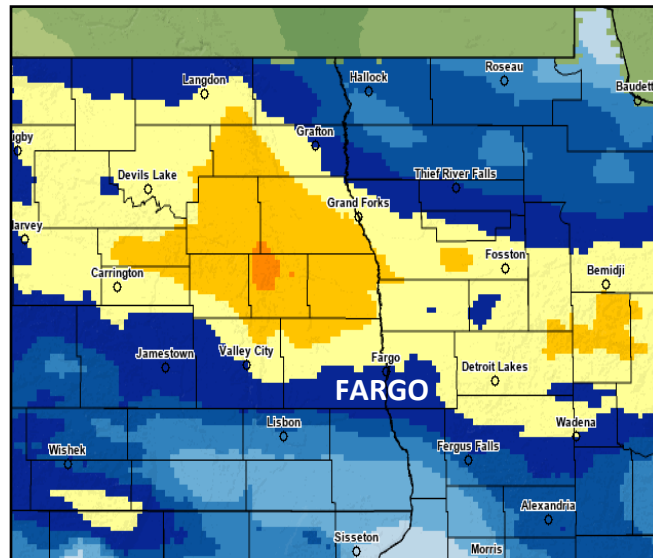 Roseau
Langdon
Hallock
Baudett
Grafton
igby
Devils Lake
Thief River Falls
Grand Forks
arvey
Fosston
Carrington
Bemidji
Jamestown
Valley City
Fargo
Detroit Lakes
FARGO
Lisbon
Wadena
Wishek
Fergus Falls
Alexandria
Sisseton
Morris